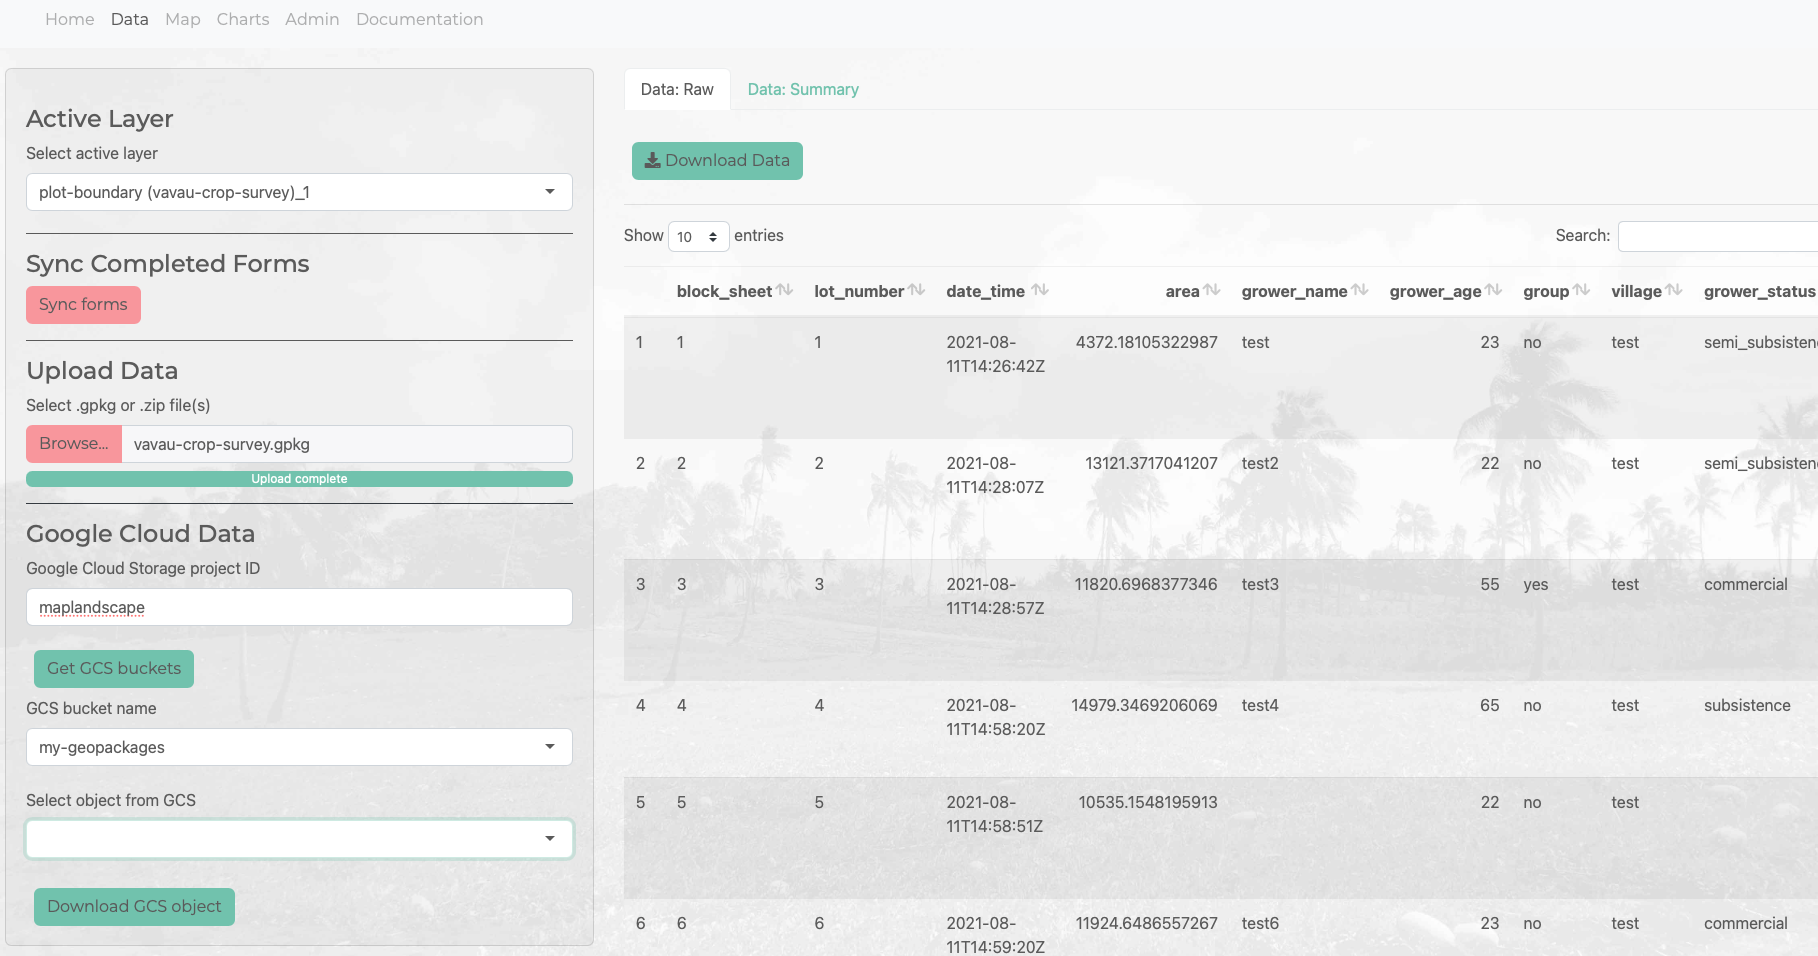 Home Data Map Charts Admin Documentation
Active Layer
Select active layer
plot-boundary (vavau-crop-survey)_1
Sync Completed Forms
Sync forms
Upload Data
Select .gpkg or .zip file(s)
Browse... vavau-crop-survey.gpkg
Upload complete
Google Cloud Data
Google Cloud Storage project ID
maplandscape
Get GCS buckets
GCS bucket name
my-geopackages
Select object from GCS
Download GCS object
Data: Raw Data: Summary
Download Data
Show 10 entries Search:
block_sheet lot_number date_time area grower_name grower_age group village grower_status
1 1 1 2021-08-
11T14:26:42Z 4372.18105322987 test 23 no test semi_subsisten
2 2 2 2021-08-
11T14:28:07Z 13121.3717041207 test2 22 no test semi_subsisten
3 3 3 2021-08-
11T14:28:57Z 11820.6968377346 test3 55 yes test commercial
4 4 4 2021-08-
11T14:58:20Z 14979.3469206069 test4 65 no test subsistence
5 5 5 2021-08-
11T14:58:51Z 10535.1548195913 22 no test
6 6 6 2021-08-
11T14:59:20Z 11924.6486557267 test6 23 no test commercial